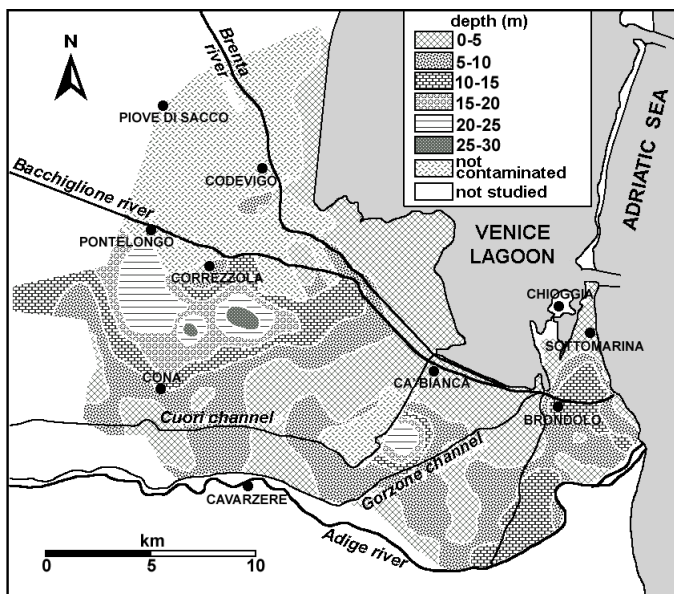 depth (m)
0-5
5-10
10-15
15-20
20-25
25-30
not
contaminated
not studied
N
Brenta
river
PIOVE DI SACCO
CODEVIGO
Bacchiglione river
PONTELONGO
CORREZZOLA
ADRIATIC SEA
VENICE
LAGOON
CHIOGGIA
SOTTOMARINA
CONA
CA'BIANCA
BRONDOLO
Cuori channel
Gorzone channel
CAVARZERE
Adige river
km
0 5 10